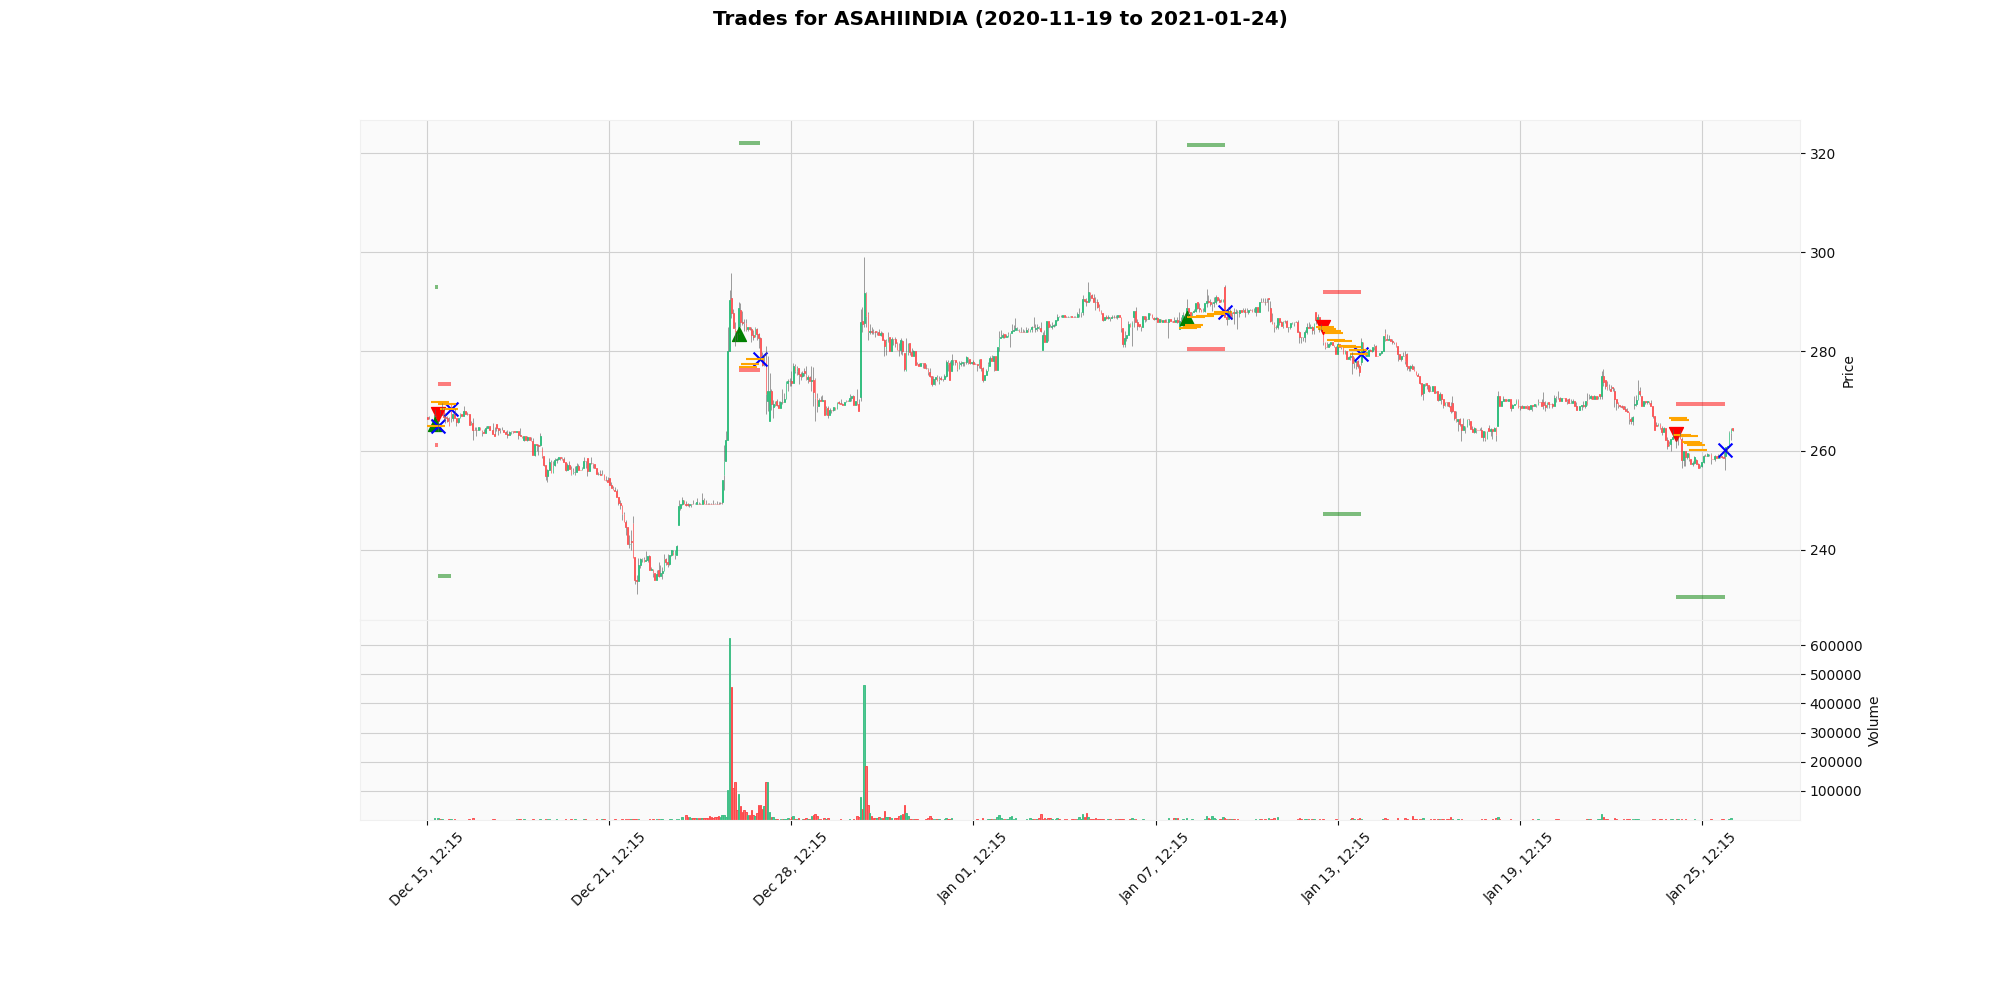 Trades for ASAHIINDIA (2020-11-19 to 2021-01-24)
320
300
280
260
240
Price
600000
500000
400000
300000
200000
100000
Volume
Dec 15, 12:15
Dec 21, 12:15
Dec 28, 12:15
Jan 01, 12:15
Jan 07, 12:15
Jan 13, 12:15
Jan 19, 12:15
Jan 25, 12:15